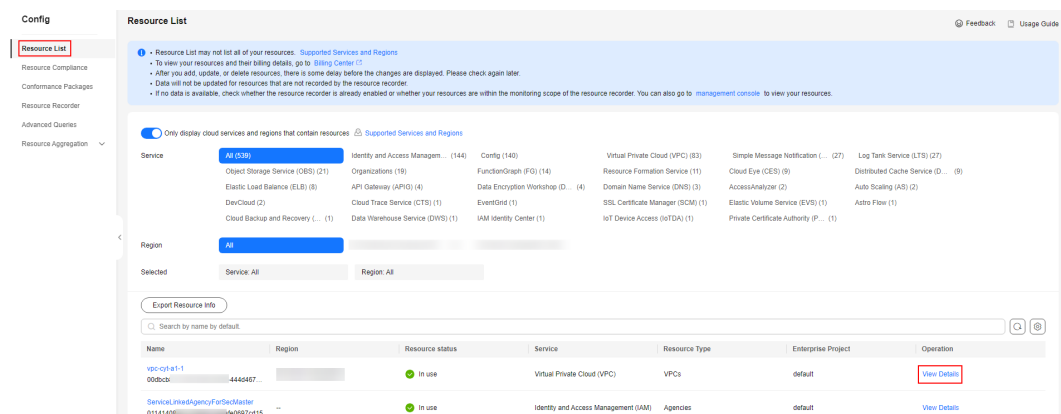 Config
Resource List
Resource Compliance
Conformance Packages
Resource Recorder
Advanced Queries
Resource Aggregation
Resource List
Feedback Usage Guide
• Resource List may not list all of your resources. Supported Services and Regions
• To view your resources and their billing details, go to Billing Center
• After you add, update, or delete resources, there is some delay before the changes are displayed. Please check again later.
• Data will not be updated for resources that are not recorded by the resource recorder.
• If no data is available, check whether the resource recorder is already enabled or whether your resources are within the monitoring scope of the resource recorder. You can also go to management console to view your resources.
Only display cloud services and regions that contain resources Supported Services and Regions
Service All (539) Identity and Access Managem... (144) Config (140) Virtual Private Cloud (VPC) (83) Simple Message Notification (... (27) Log Tank Service (LTS) (27)
Object Storage Service (OBS) (21) Organizations (19) FunctionGraph (FG) (14) Resource Formation Service (11) Cloud Eye (CES) (9) Distributed Cache Service (D... (9)
Elastic Load Balance (ELB) (8) API Gateway (APIG) (4) Data Encryption Workshop (D... (4) Domain Name Service (DNS) (3) AccessAnalyzer (2) Auto Scaling (AS) (2)
DevCloud (2) Cloud Trace Service (CTS) (1) EventGrid (1) SSL Certificate Manager (SCM) (1) Elastic Volume Service (EVS) (1) Astro Flow (1)
Cloud Backup and Recovery (... (1) Data Warehouse Service (DWS) (1) IAM Identity Center (1) IoT Device Access (IoTDA) (1) Private Certificate Authority (P... (1)
Region All
Selected Service: All Region: All
Export Resource Info
Search by name by default.
Name Region Resource status Service Resource Type Enterprise Project Operation
vpc-cyt-a1-1
00dbcb -444d467... In use Virtual Private Cloud (VPC) VPCs default View Details
ServiceLinkedAgencyForSecMaster
-- In use Identity and Access Management (IAM) Agencies default View Details